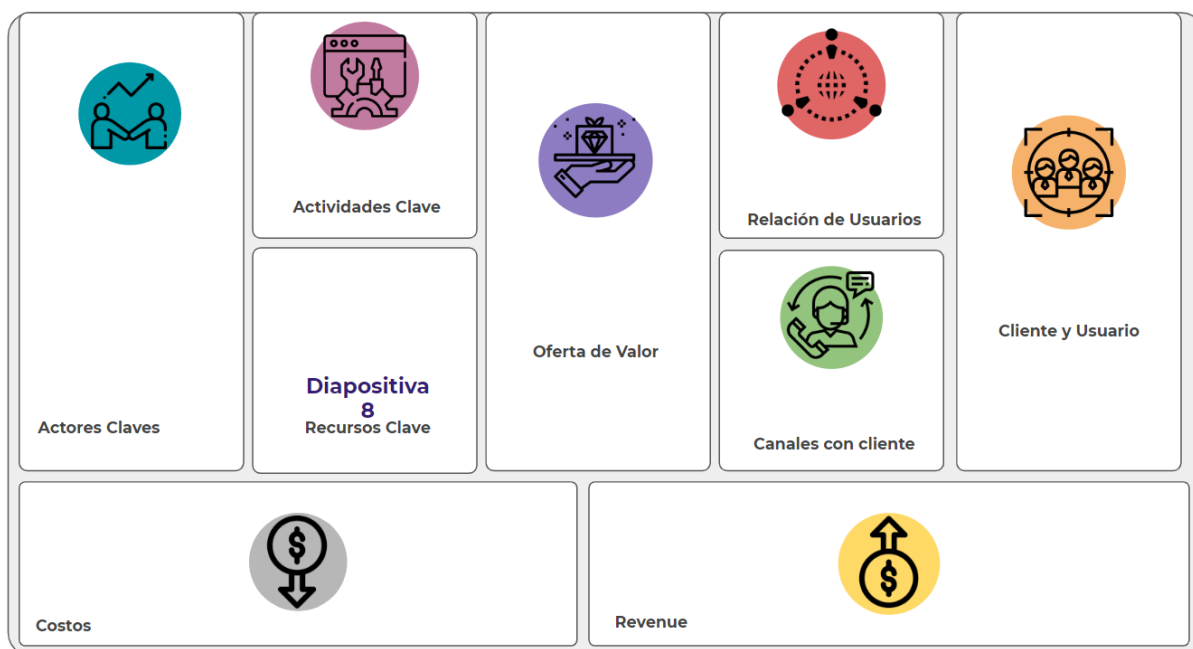 Actores Claves
Actividades Clave
Diapositiva
8
Recursos Clave
Oferta de Valor
Relación de Usuarios
Canales con cliente
Cliente y Usuario
Costos
$
Revenue
$